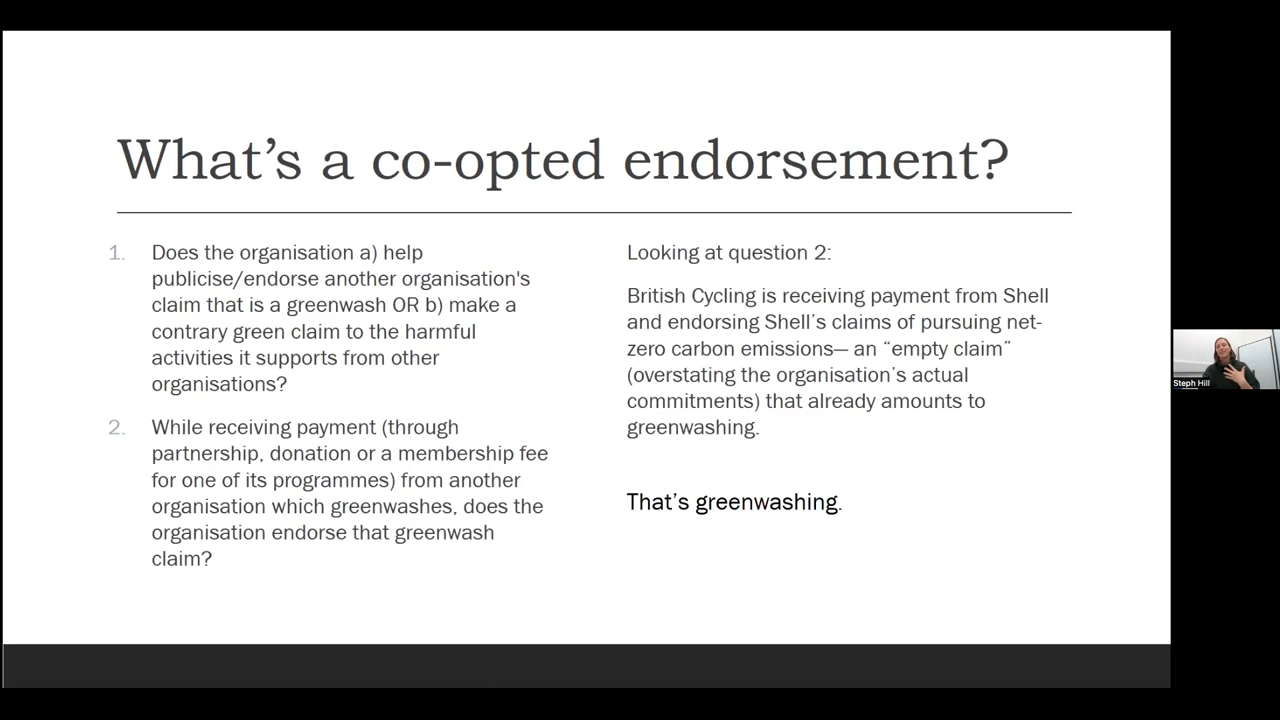 What’s a co-opted endorsement?
1. Does the organisation a) help
publicise/endorse another organisation's
claim that is a greenwash OR b) make a
contrary green claim to the harmful
activities it supports from other
organisations?
2. While receiving payment (through
partnership, donation or a membership fee
for one of its programmes) from another
organisation which greenwashes, does the
organisation endorse that greenwash
claim?
Looking at question 2:
British Cycling is receiving payment from Shell
and endorsing Shell’s claims of pursuing net-
zero carbon emissions— an “empty claim”
(overstating the organisation’s actual
commitments) that already amounts to
greenwashing.
That’s greenwashing.
Steph Hill